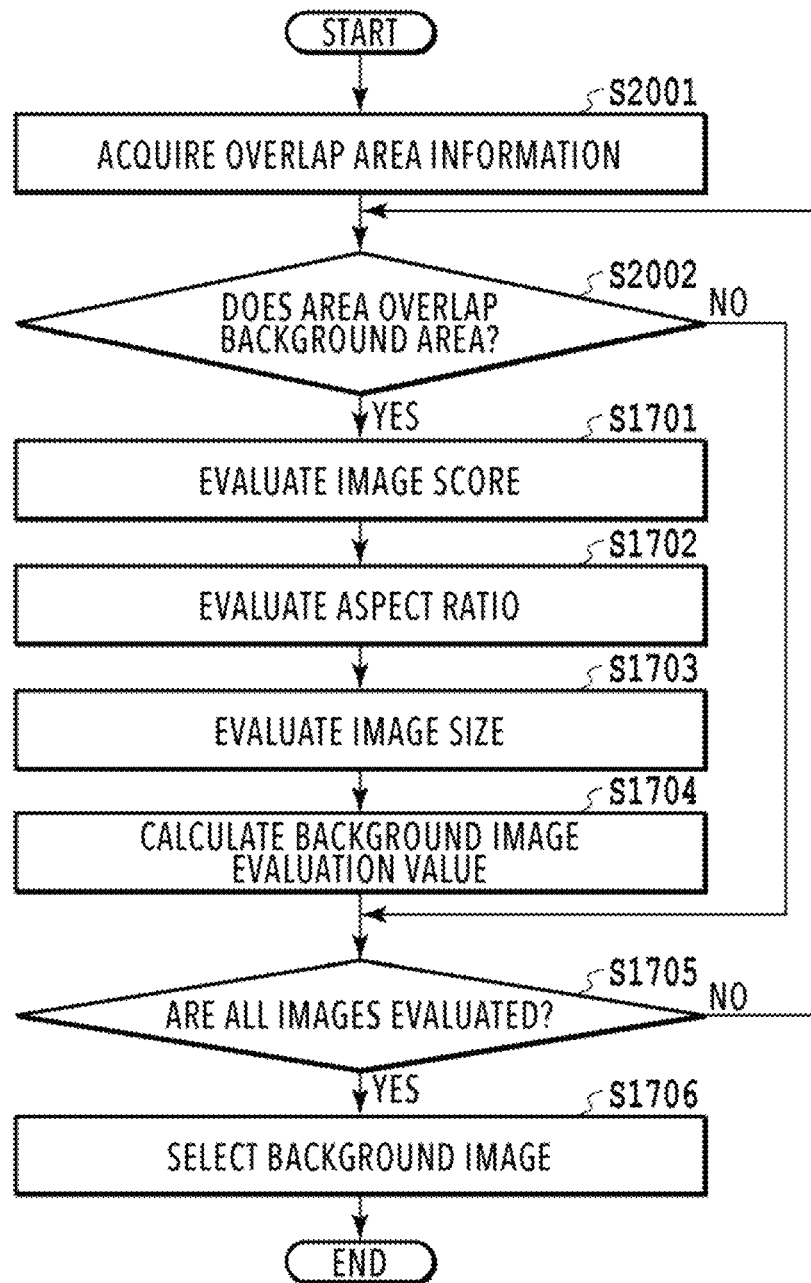 START
S2001
ACQUIRE OVERLAP AREA INFORMATION
S2002
DOES AREA OVERLAP
BACKGROUND AREA?
NO
YES
S1701
EVALUATE IMAGE SCORE
S1702
EVALUATE ASPECT RATIO
S1703
EVALUATE IMAGE SIZE
S1704
CALCULATE BACKGROUND IMAGE
EVALUATION VALUE
S1705
ARE ALL IMAGES EVALUATED?
NO
YES
S1706
SELECT BACKGROUND IMAGE
END